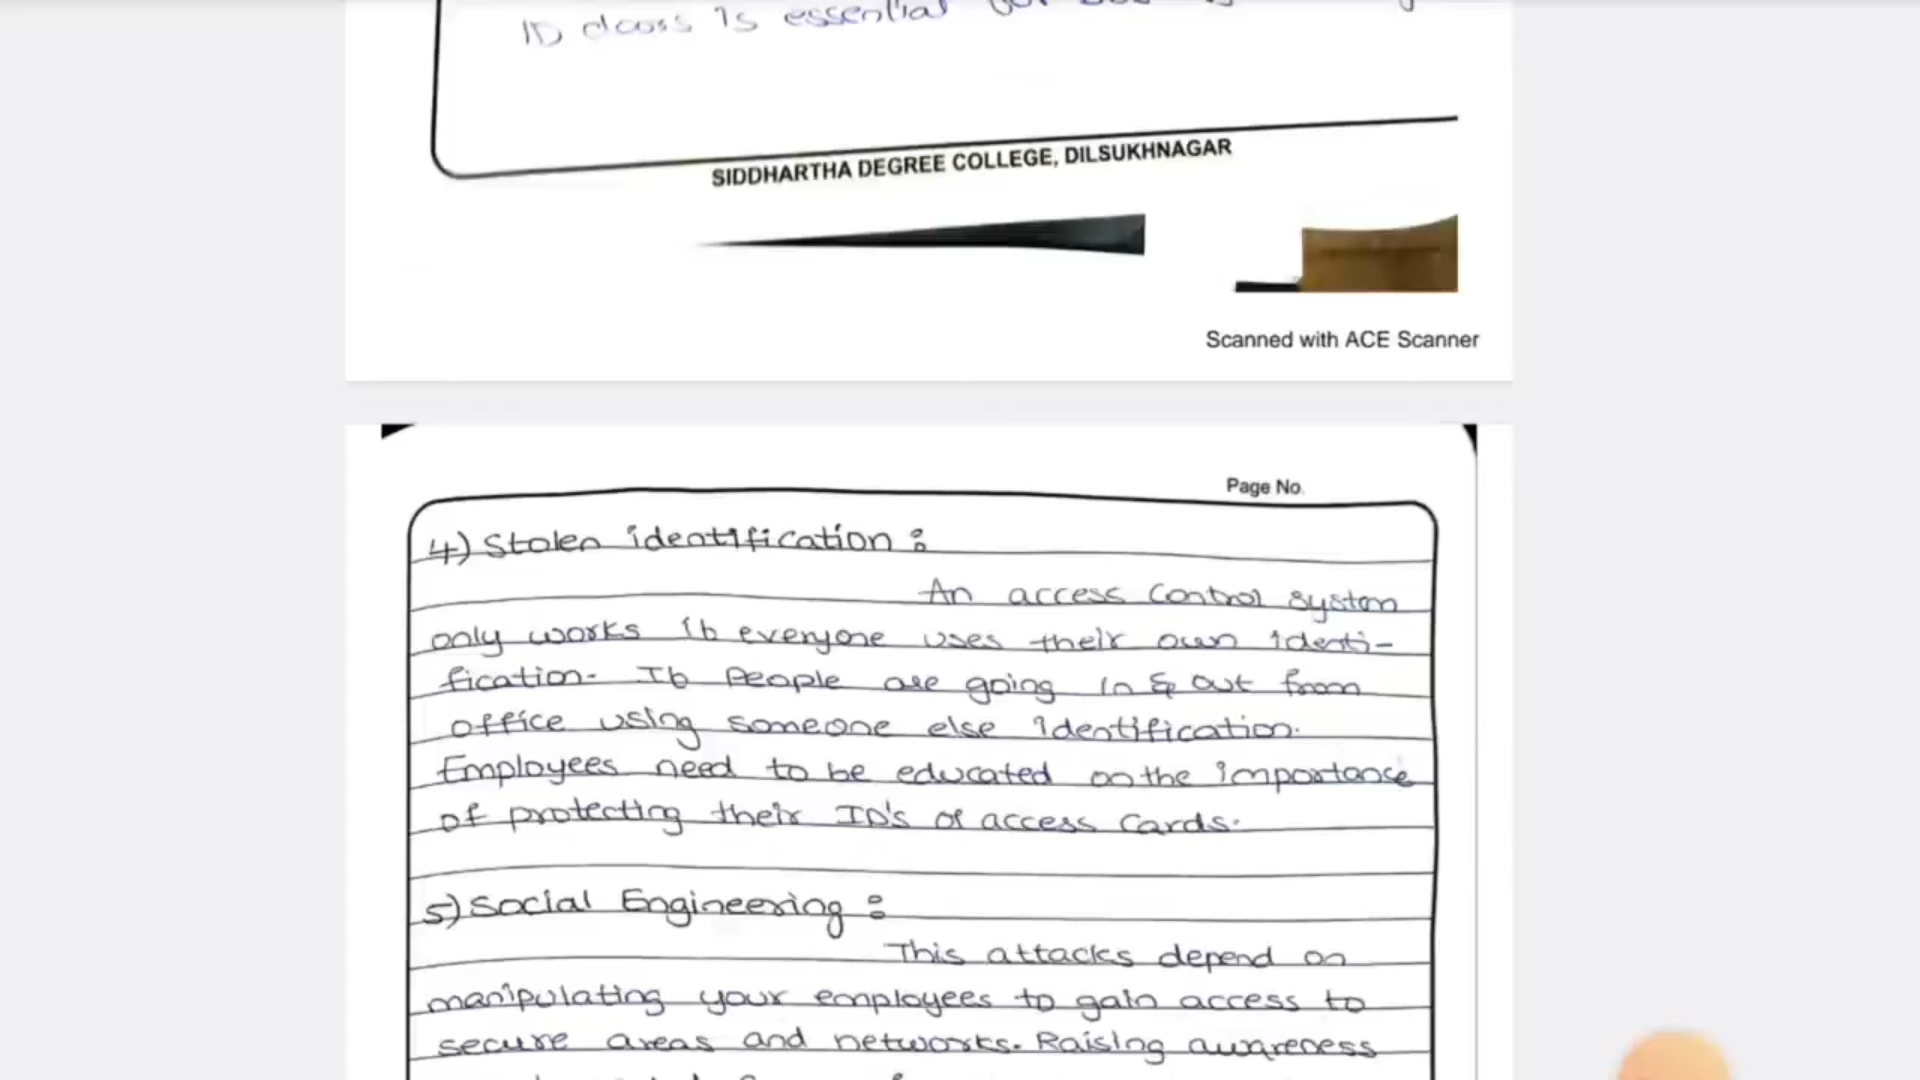 ID class is essential for
SIDDHARTHA DEGREE COLLEGE, DILSUKHNAGAR
Scanned with ACE Scanner
Page No.
4) Stolen identification :
An access control system
only works if everyone uses their own identi-
fication. If People are going in & out from
office using someone else identification.
Employees need to be educated on the importance
of protecting their ID's of access cards.
5) Social Engineering :
This attacks depend on
manipulating your employees to gain access to
secure areas and networks. Raising awareness